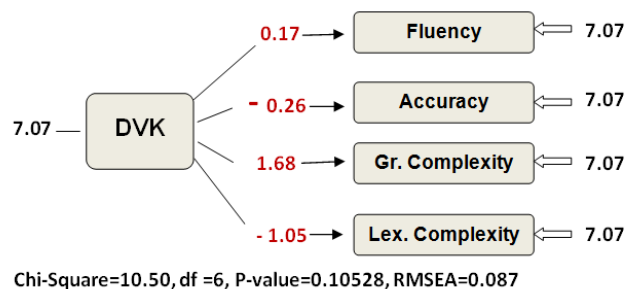 0.17 Fluency 7.07
- 0.26 Accuracy 7.07
7.07 DVK
1.68 Gr. Complexity 7.07
- 1.05 Lex. Complexity 7.07
Chi-Square=10.50, df =6, P-value=0.10528, RMSEA=0.087